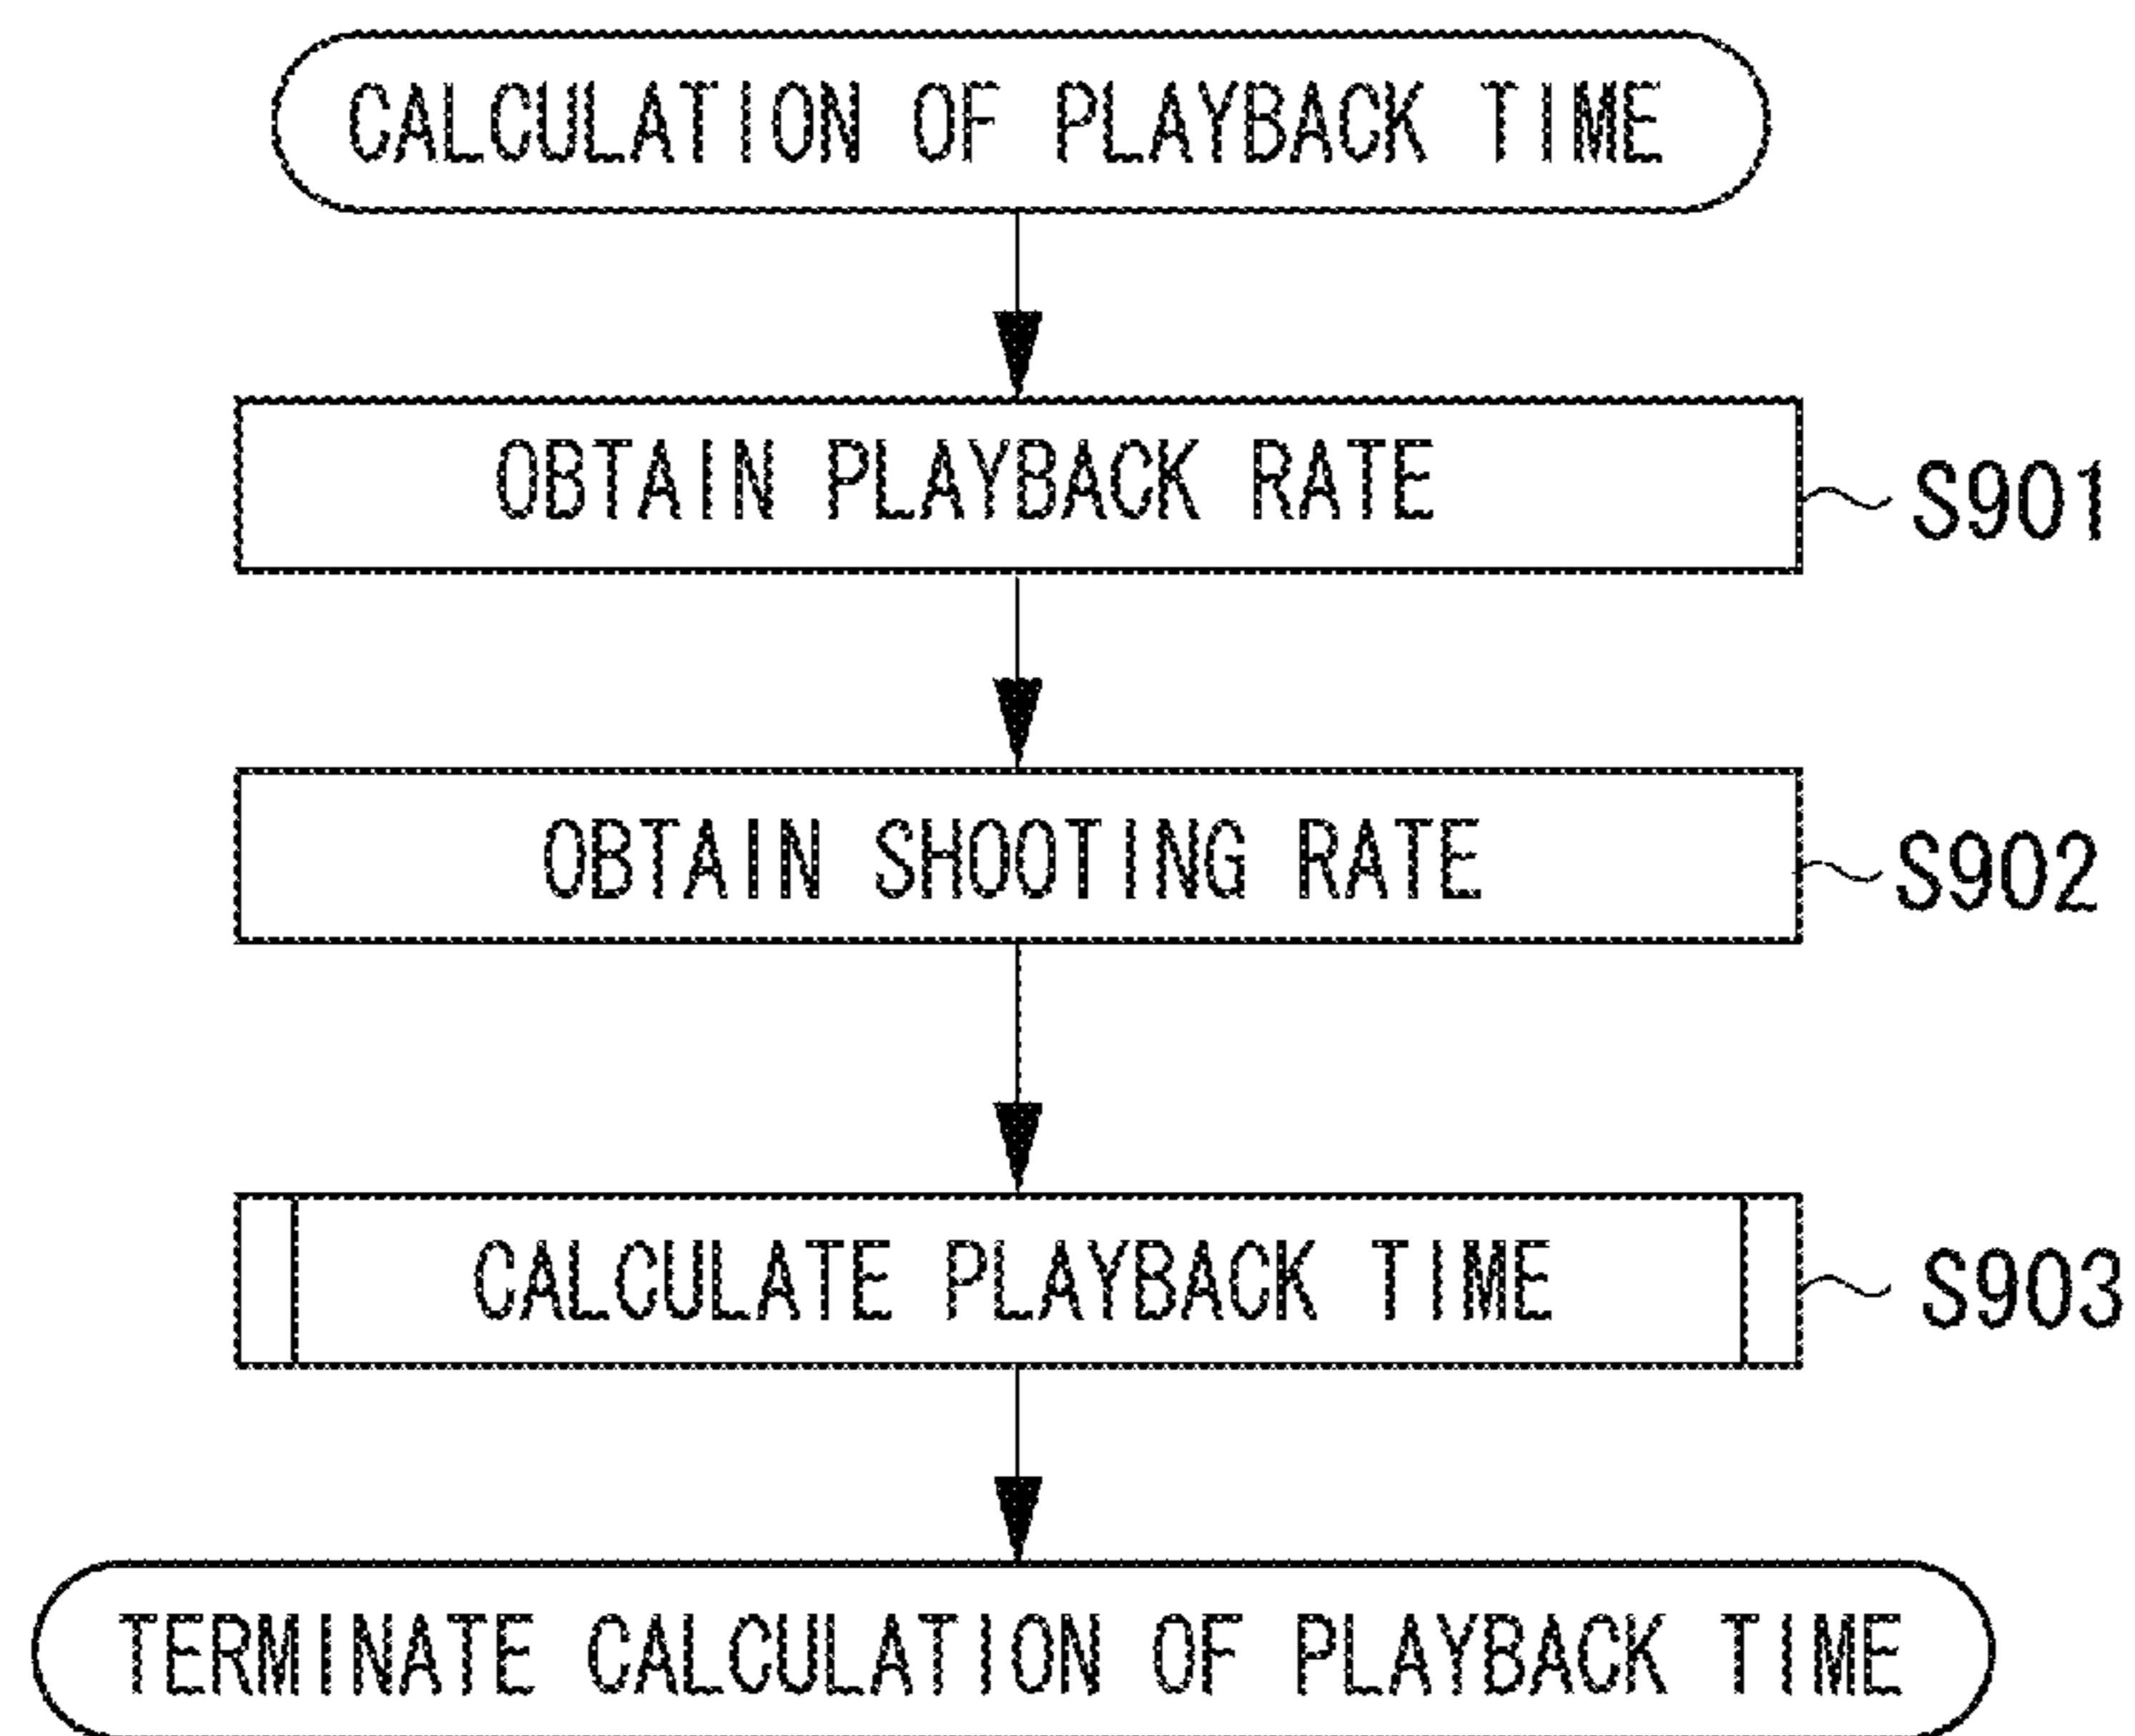 CALCULATION OF PLAYBACK TIME
OBTAIN PLAYBACK RATE
S901
OBTAIN SHOOTING RATE
S902
CALCULATE PLAYBACK TIME
S903
TERMINATE CALCULATION OF PLAYBACK TIME